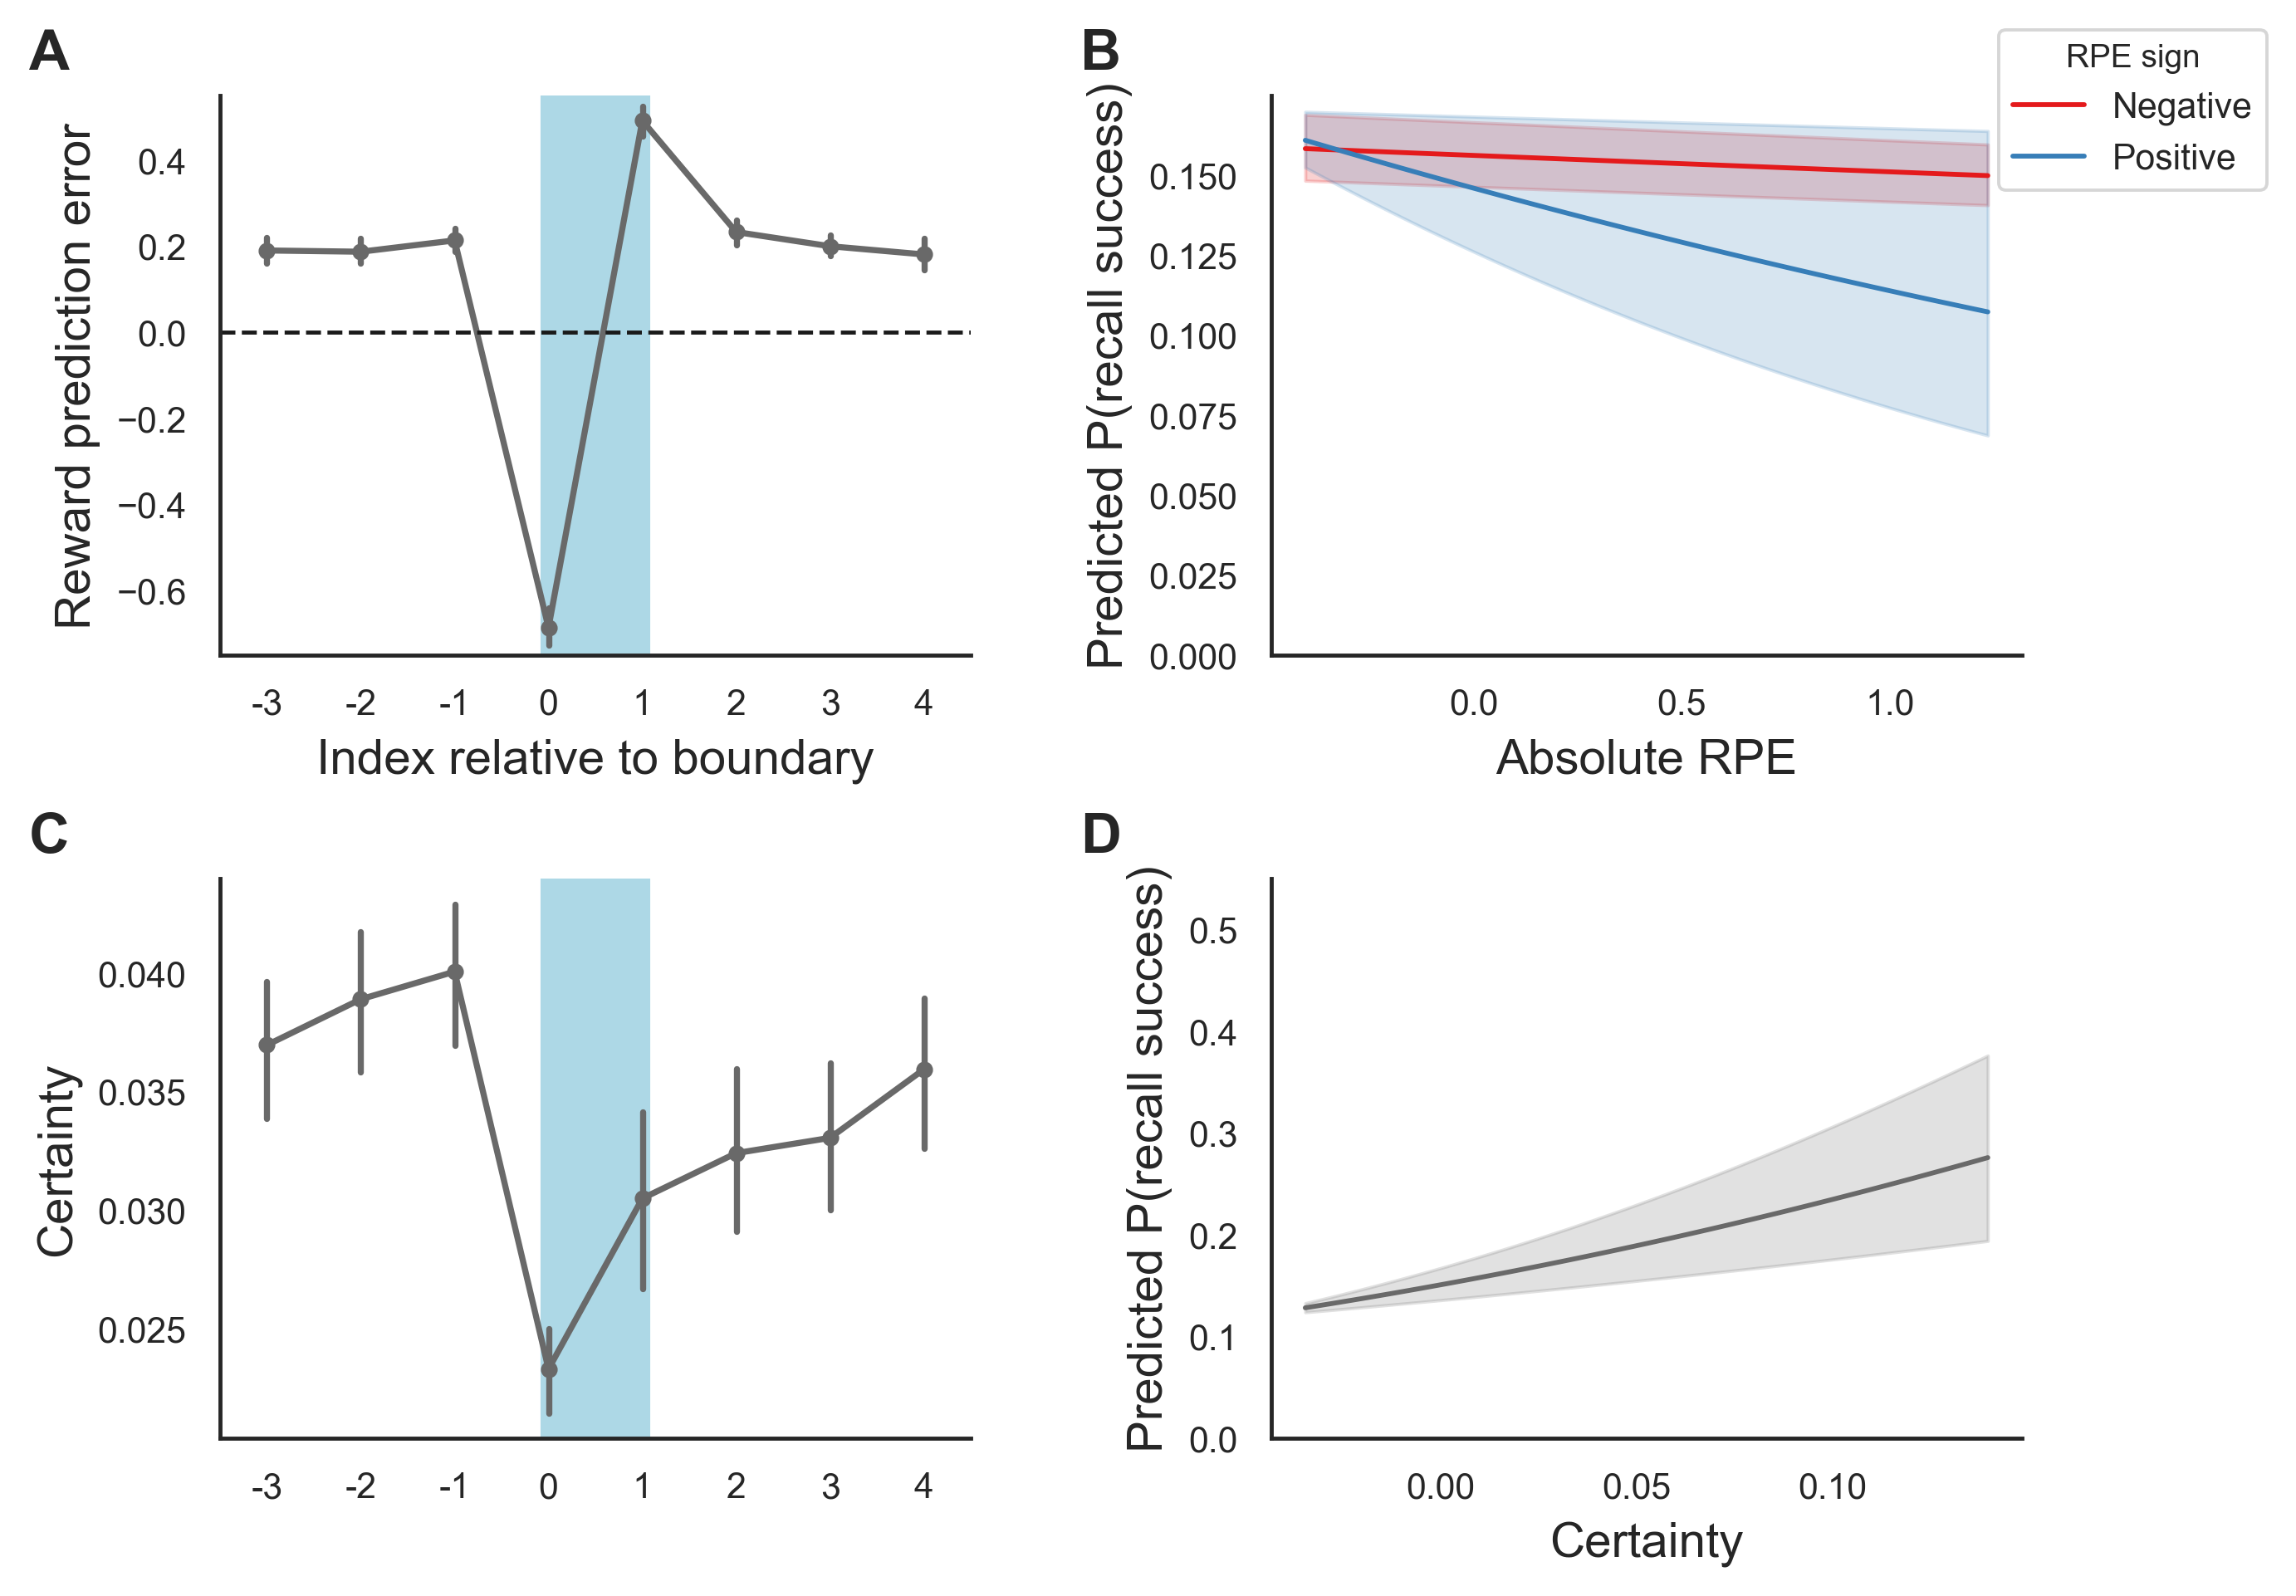 A
Reward prediction error
0.4
0.2
0.0
−0.2
−0.4
−0.6
-3 -2 -1 0 1 2 3 4
Index relative to boundary
B
Predicted P(recall success)
0.150
0.125
0.100
0.075
0.050
0.025
0.000
0.0 0.5 1.0
Absolute RPE
RPE sign
Negative
Positive
C
Certainty
0.040
0.035
0.030
0.025
-3 -2 -1 0 1 2 3 4
D
Predicted P(recall success)
0.5
0.4
0.3
0.2
0.1
0.0
0.00 0.05 0.10
Certainty